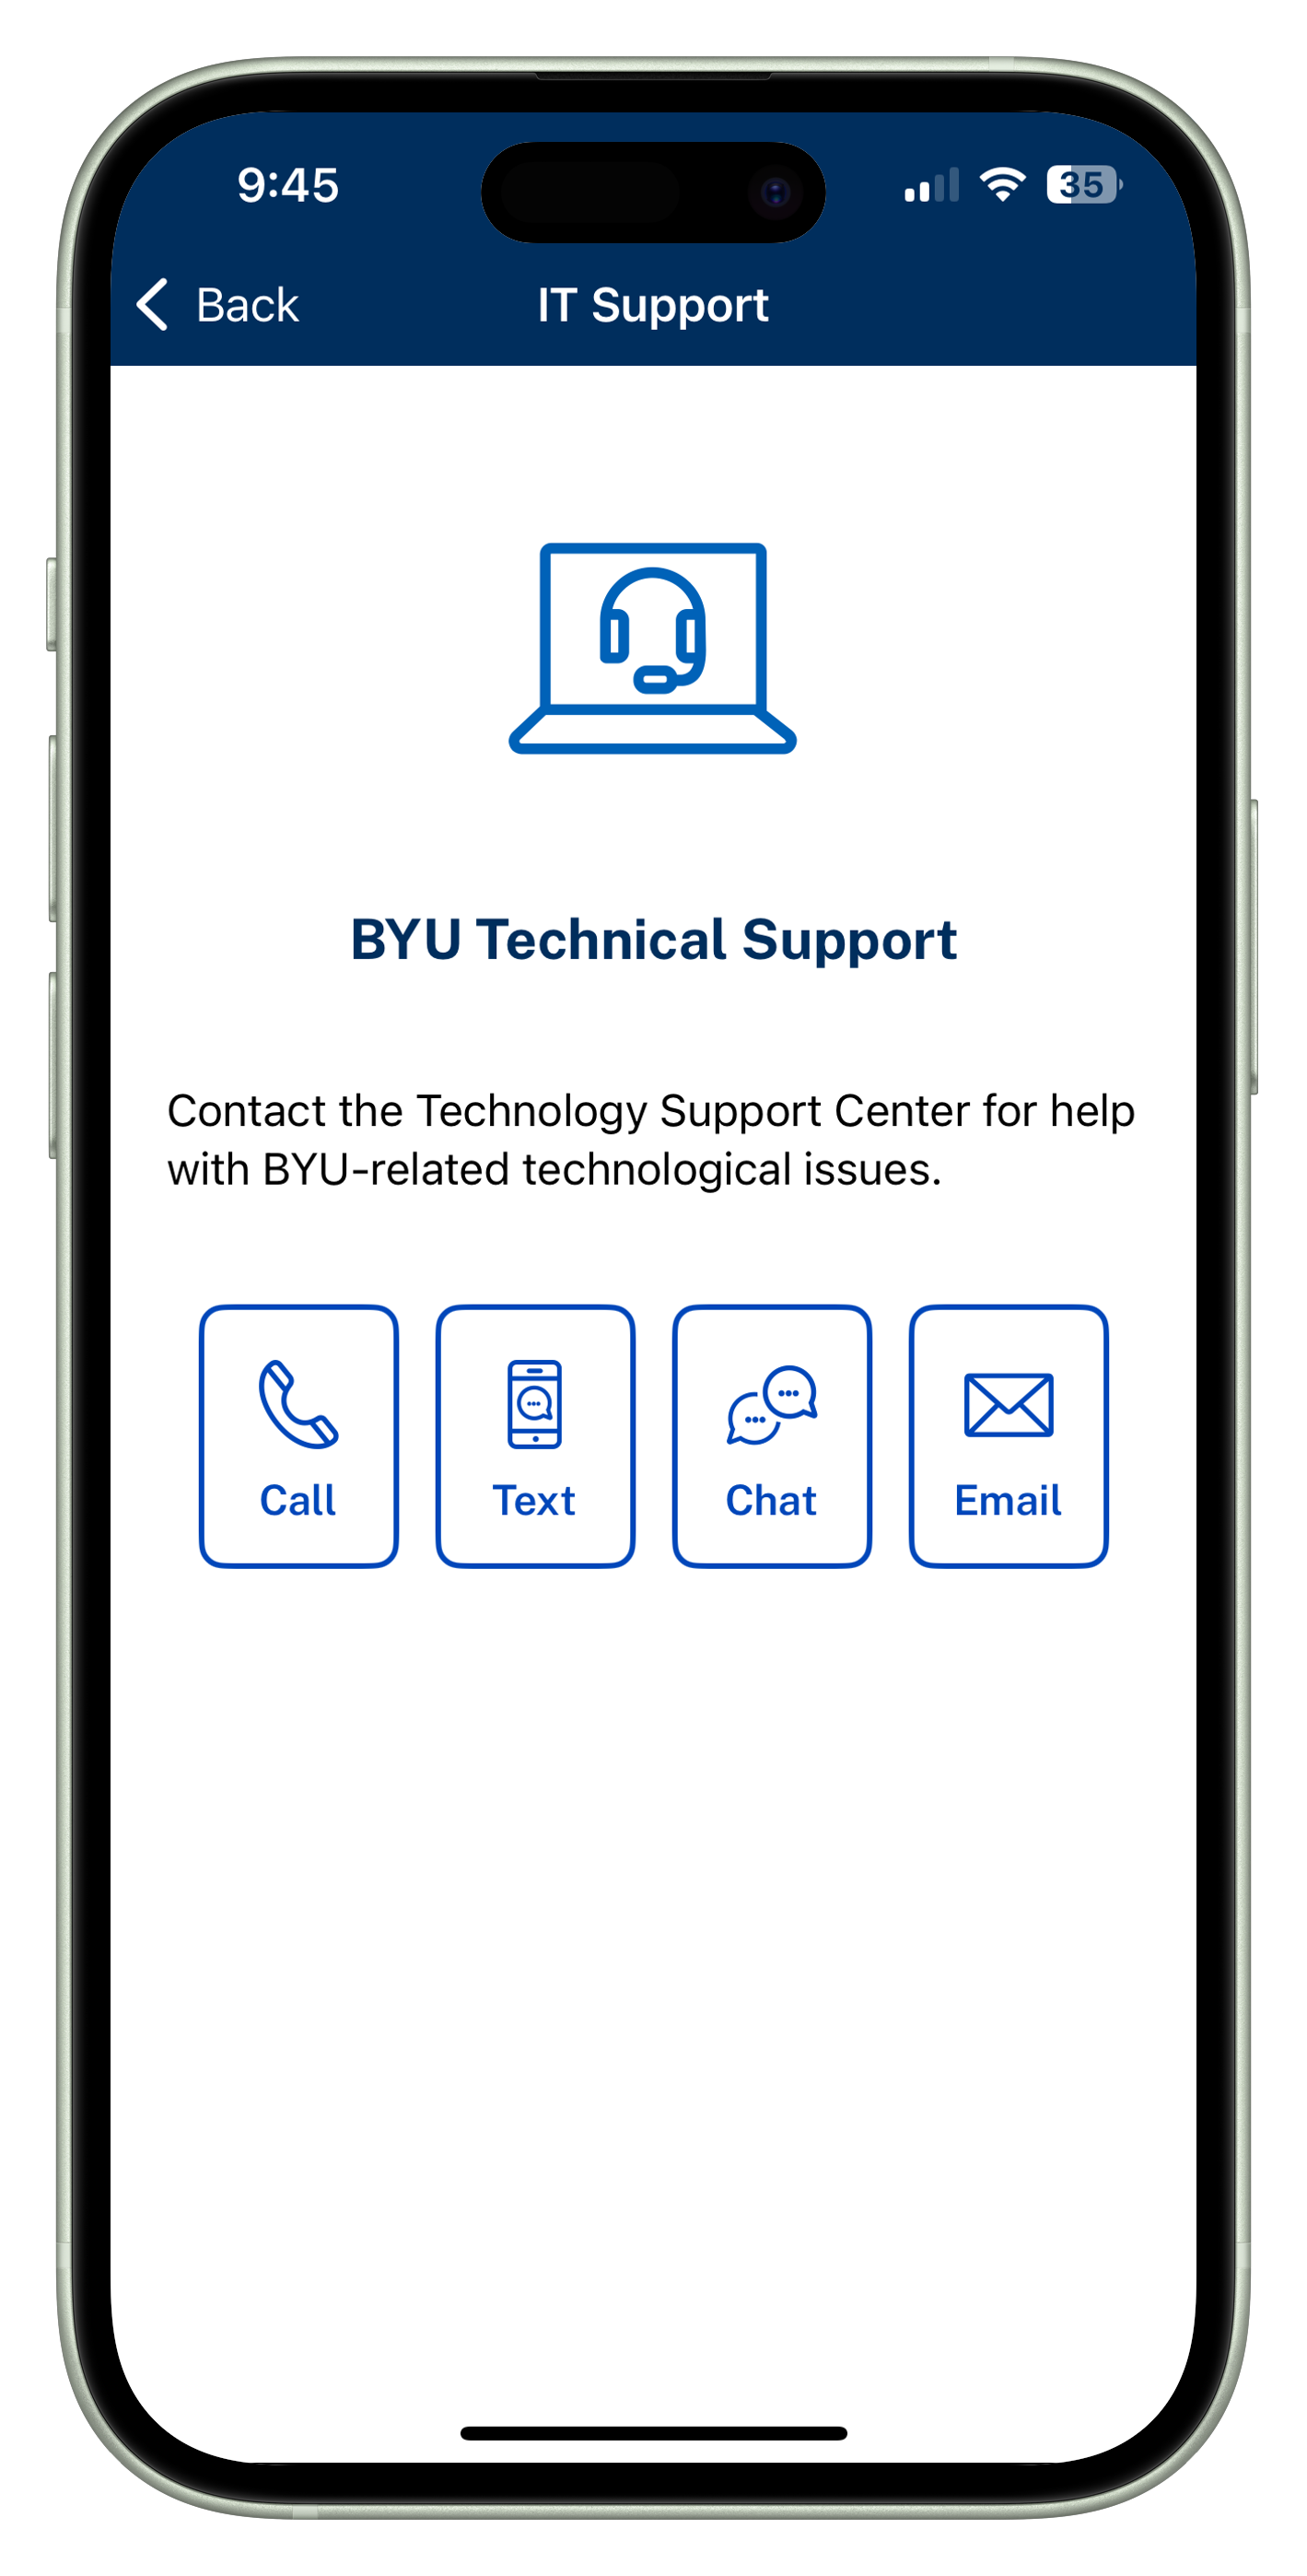 9:45
35
Back
IT Support
BYU Technical Support
Contact the Technology Support Center for help
with BYU-related technological issues.
Call
Text
Chat
Email